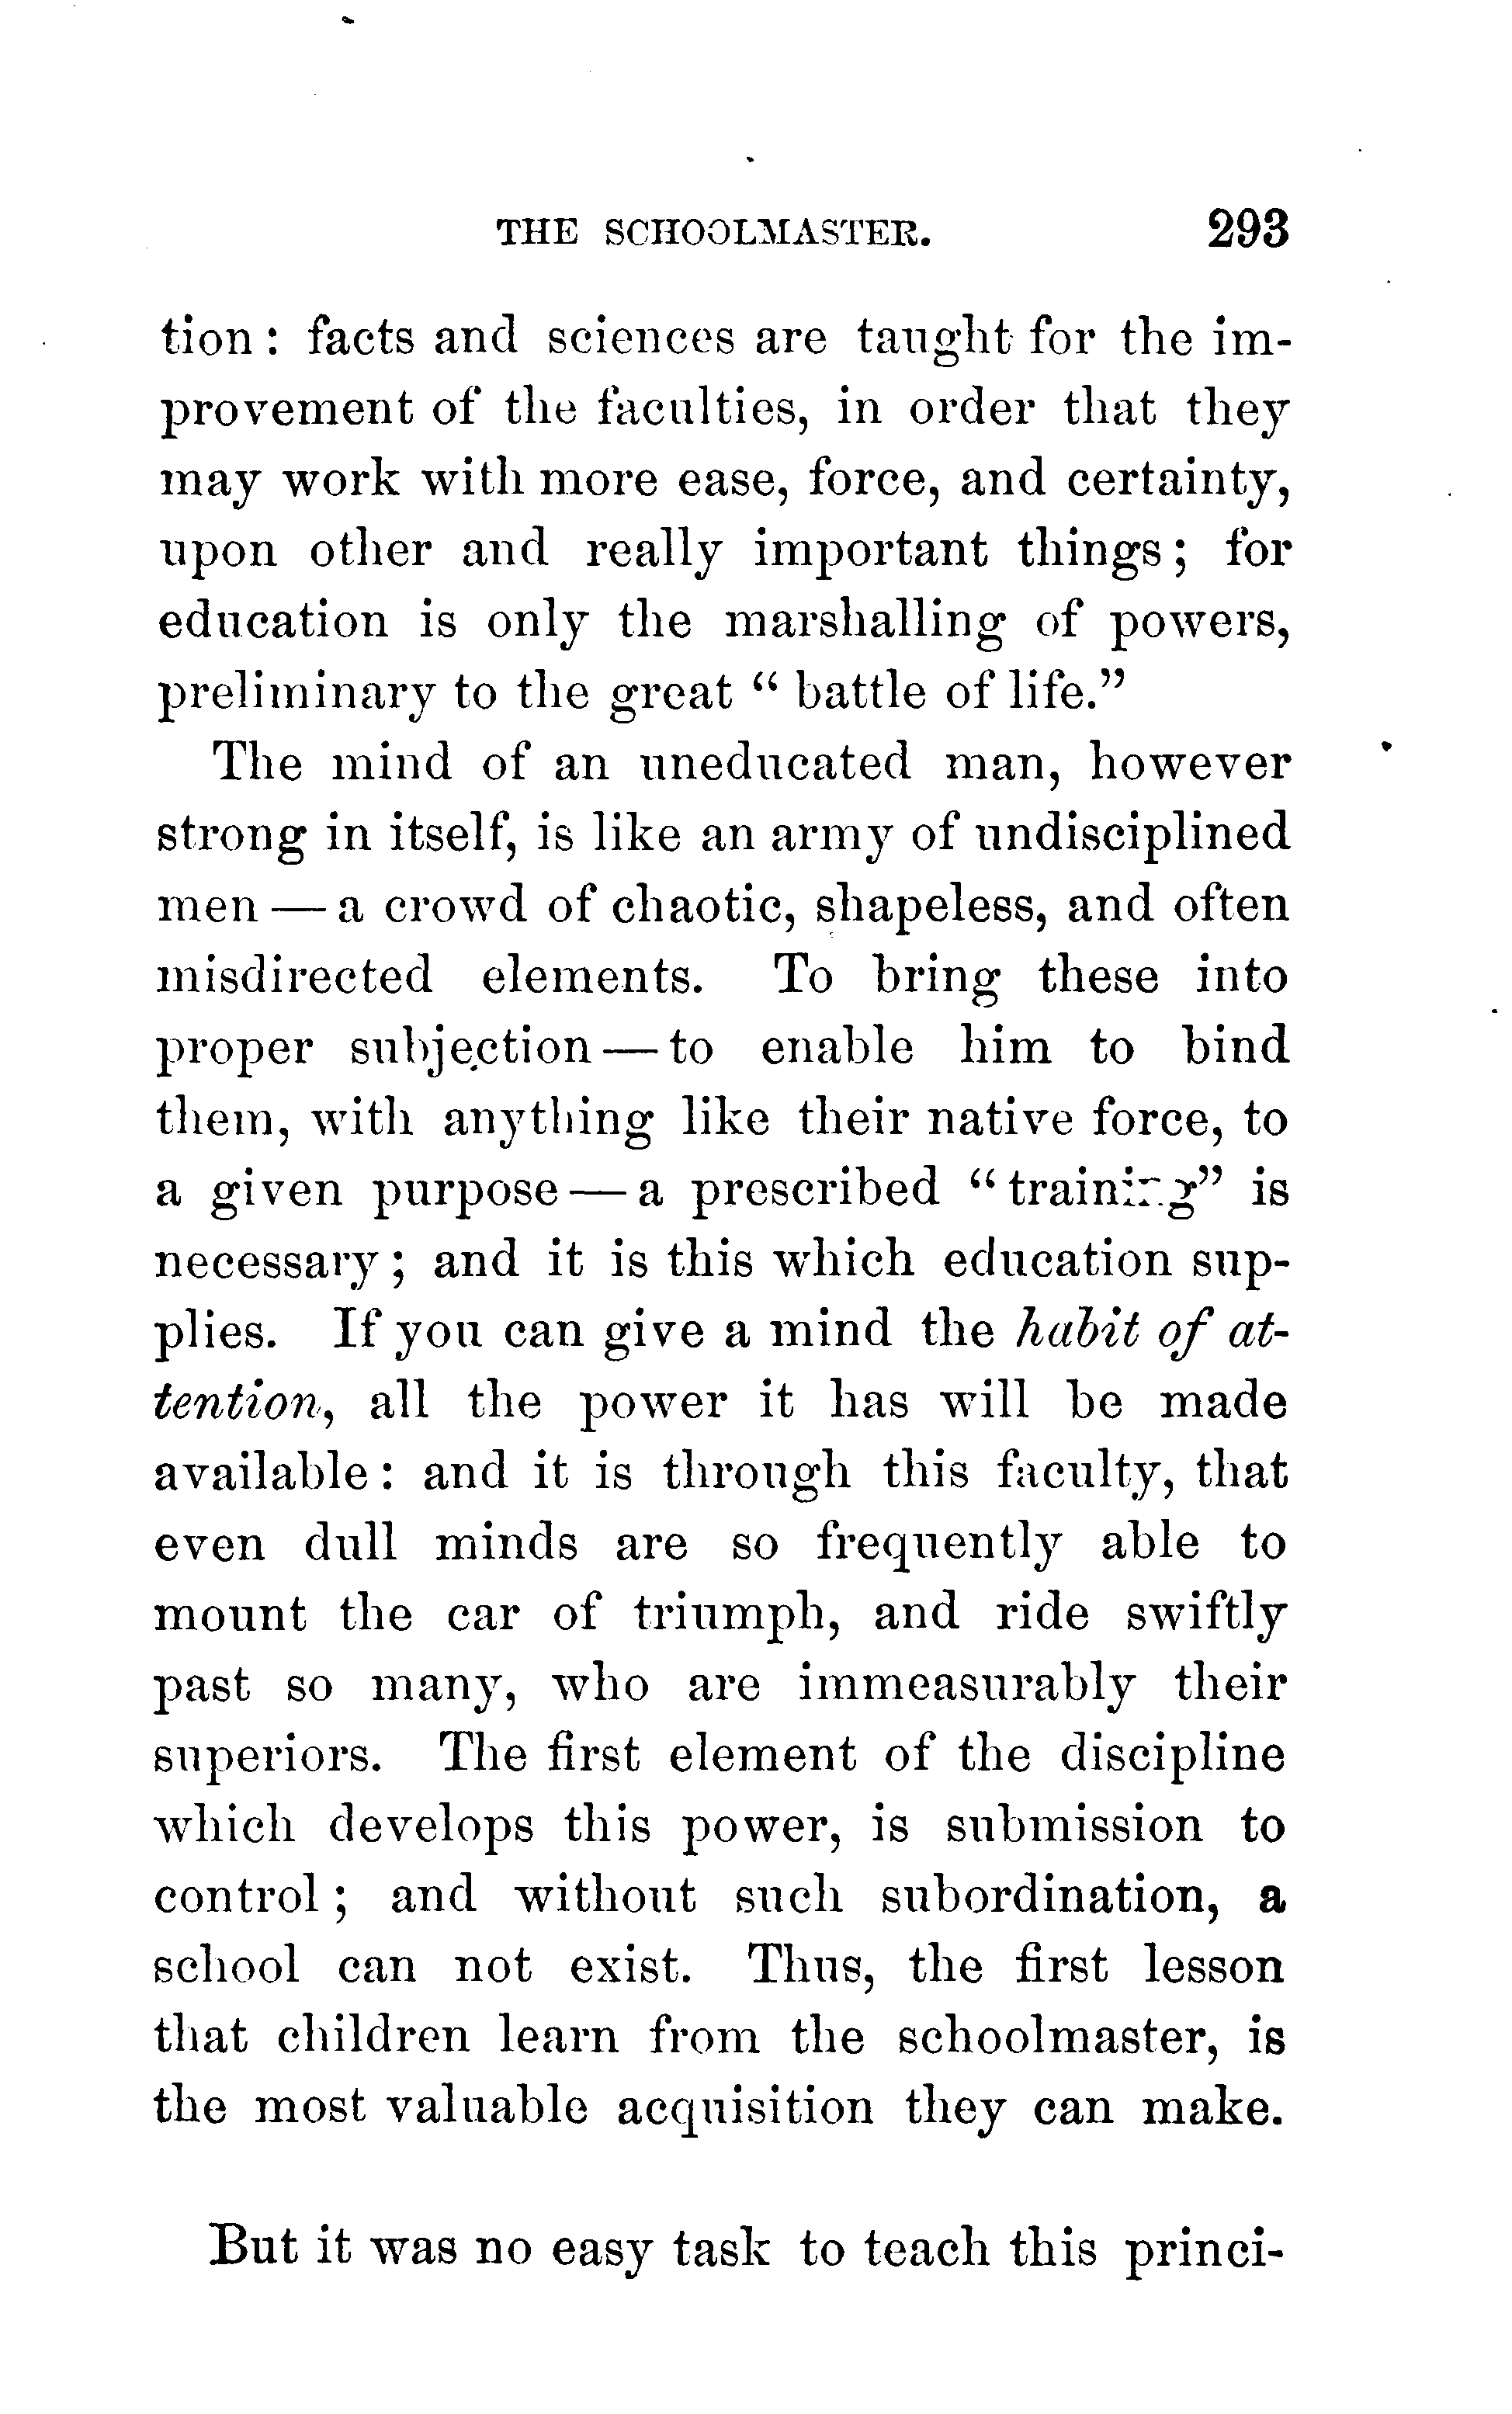 THE SCHOOLMASTER. 293
tion: facts and sciences are taught for the im-
provement of the faculties, in order that they
may work with more ease, force, and certainty,
upon other and really important things; for
education is only the marshalling of powers,
preliminary to the great “battle of life.”
The mind of an uneducated man, however
strong in itself, is like an army of undisciplined
men — a crowd of chaotic, shapeless, and often
misdirected elements. To bring these into
proper subjection — to enable him to bind
them, with anything like their native force, to
a given purpose — a prescribed “training” is
necessary; and it is this which education sup-
plies. If you can give a mind the habit of at-
tention, all the power it has will be made
available: and it is through this faculty, that
even dull minds are so frequently able to
mount the car of triumph, and ride swiftly
past so many, who are immeasurably their
superiors. The first element of the discipline
which develops this power, is submission to
control; and without such subordination, a
school can not exist. Thus, the first lesson
that children learn from the schoolmaster, is
the most valuable acquisition they can make.
But it was no easy task to teach this princi-